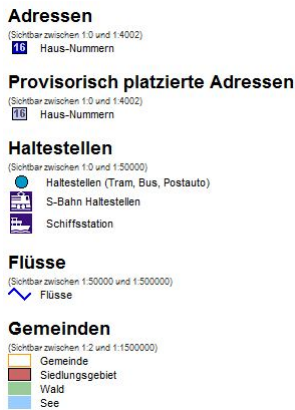 Adressen
(Sichtbar zwischen 1:0 und 1:4002)
16 Haus-Nummern
Provisorisch platzierte Adressen
(Sichtbar zwischen 1:0 und 1:4002)
16 Haus-Nummern
Haltestellen
(Sichtbar zwischen 1:0 und 1:50000)
Haltestellen (Tram, Bus, Postauto)
S-Bahn Haltestellen
Schiffsstation
Flüsse
(Sichtbar zwischen 1:50000 und 1:500000)
Flüsse
Gemeinden
(Sichtbar zwischen 1:2 und 1:1500000)
Gemeinde
Siedlungsgebiet
Wald
See